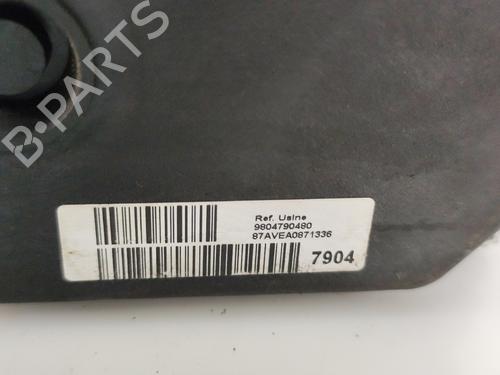 B-PARTS
Ref. Usine
9804790480
87AVEA0871336
7904